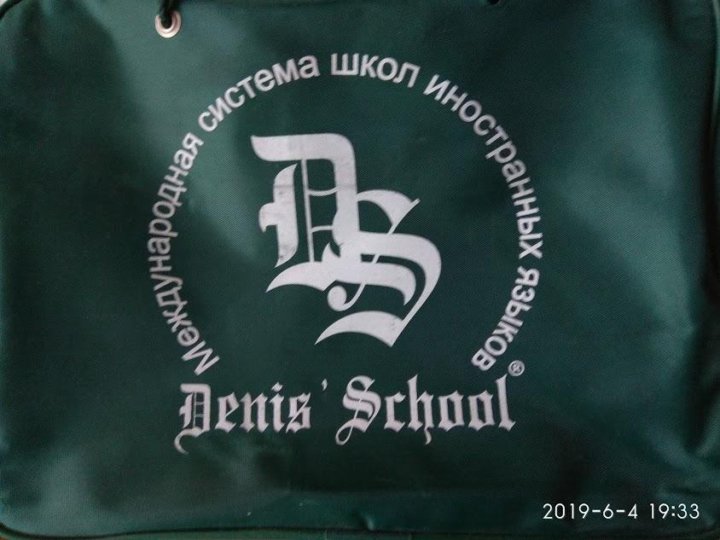 Международная система школ иностранных языков
DS
Denis' School®
2019-6-4 19:33